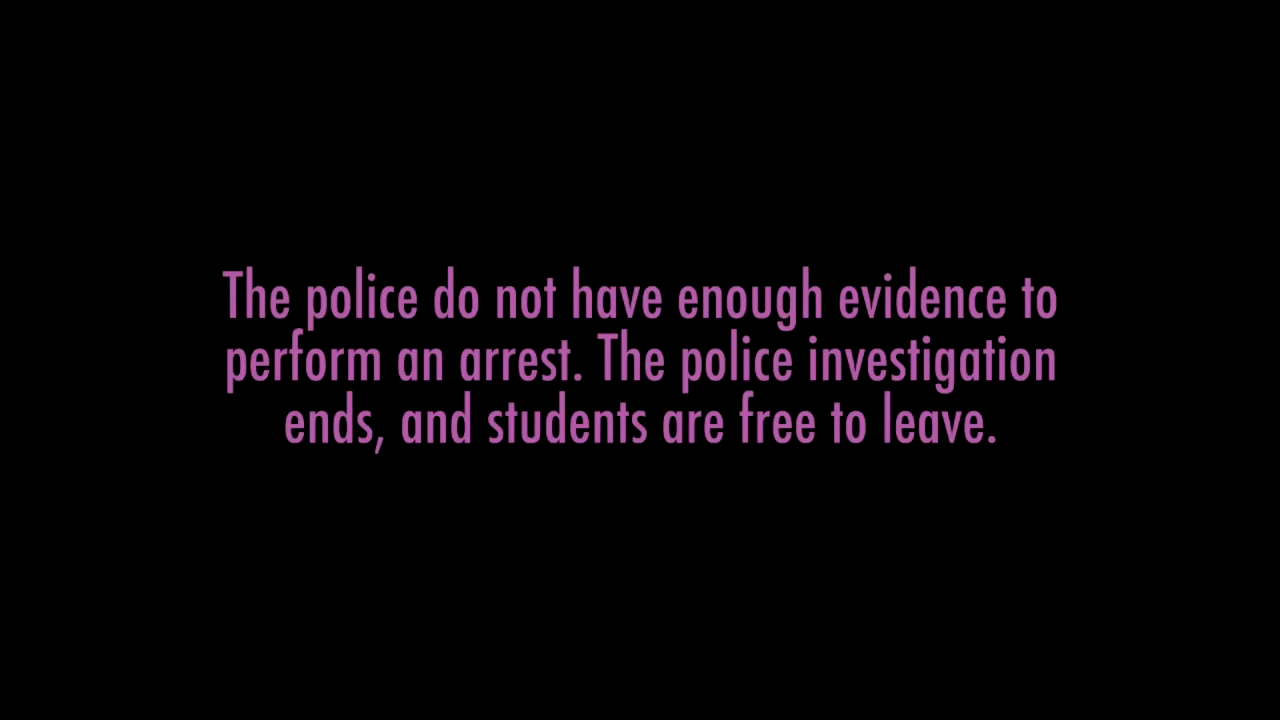 The police do not have enough evidence to
perform an arrest. The police investigation
ends, and students are free to leave.